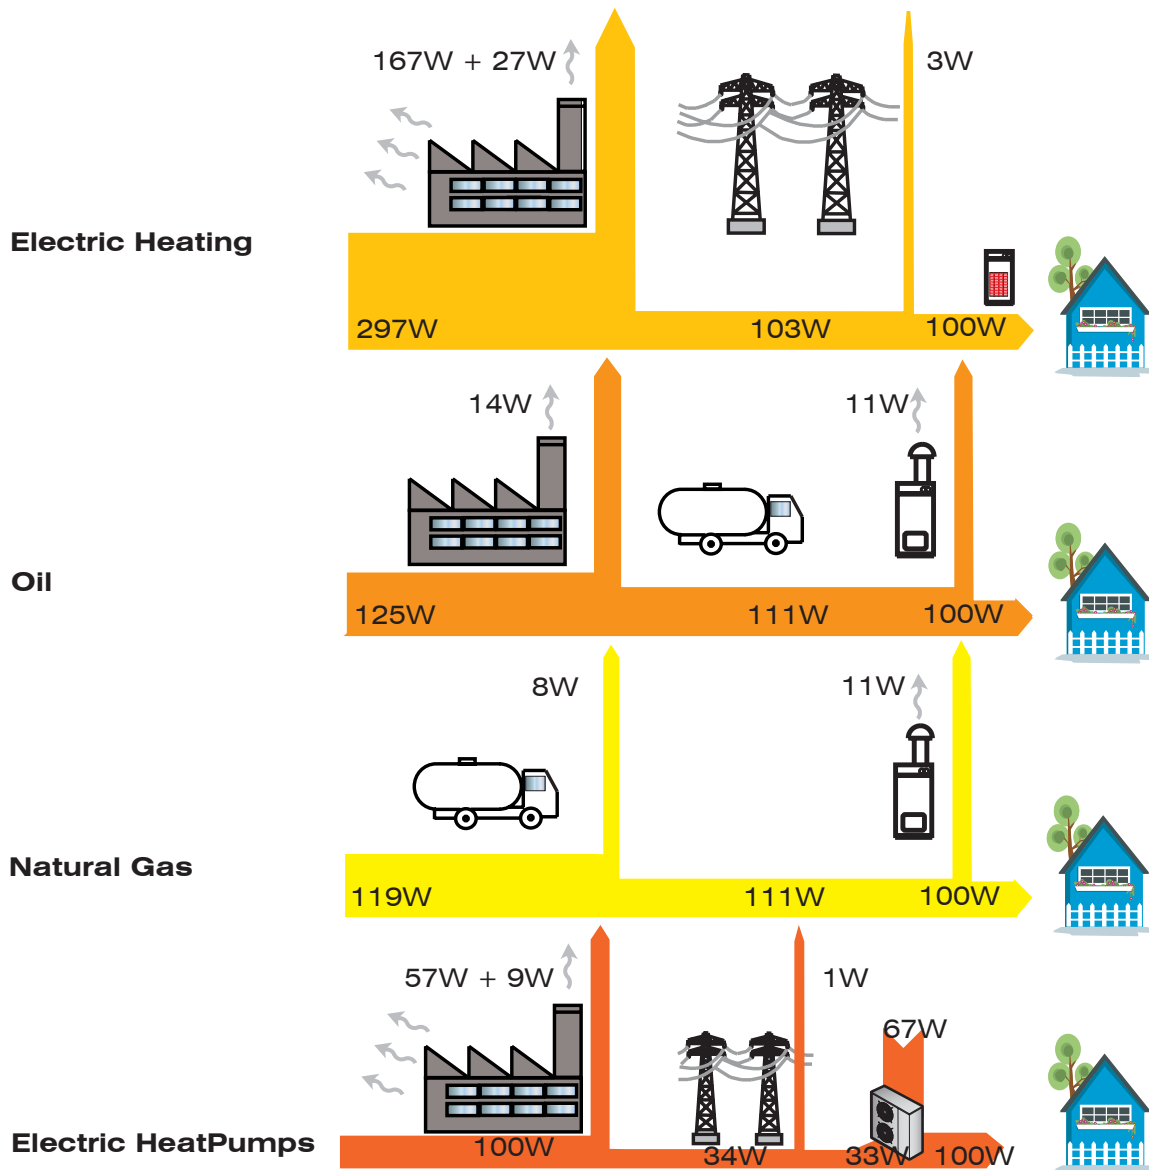 167W + 27W
3W
Electric Heating
297W
103W
100W
14W
11W
Oil
125W
111W
100W
8W
11W
Natural Gas
119W
111W
100W
57W + 9W
1W
67W
Electric HeatPumps
100W
34W
33W
100W